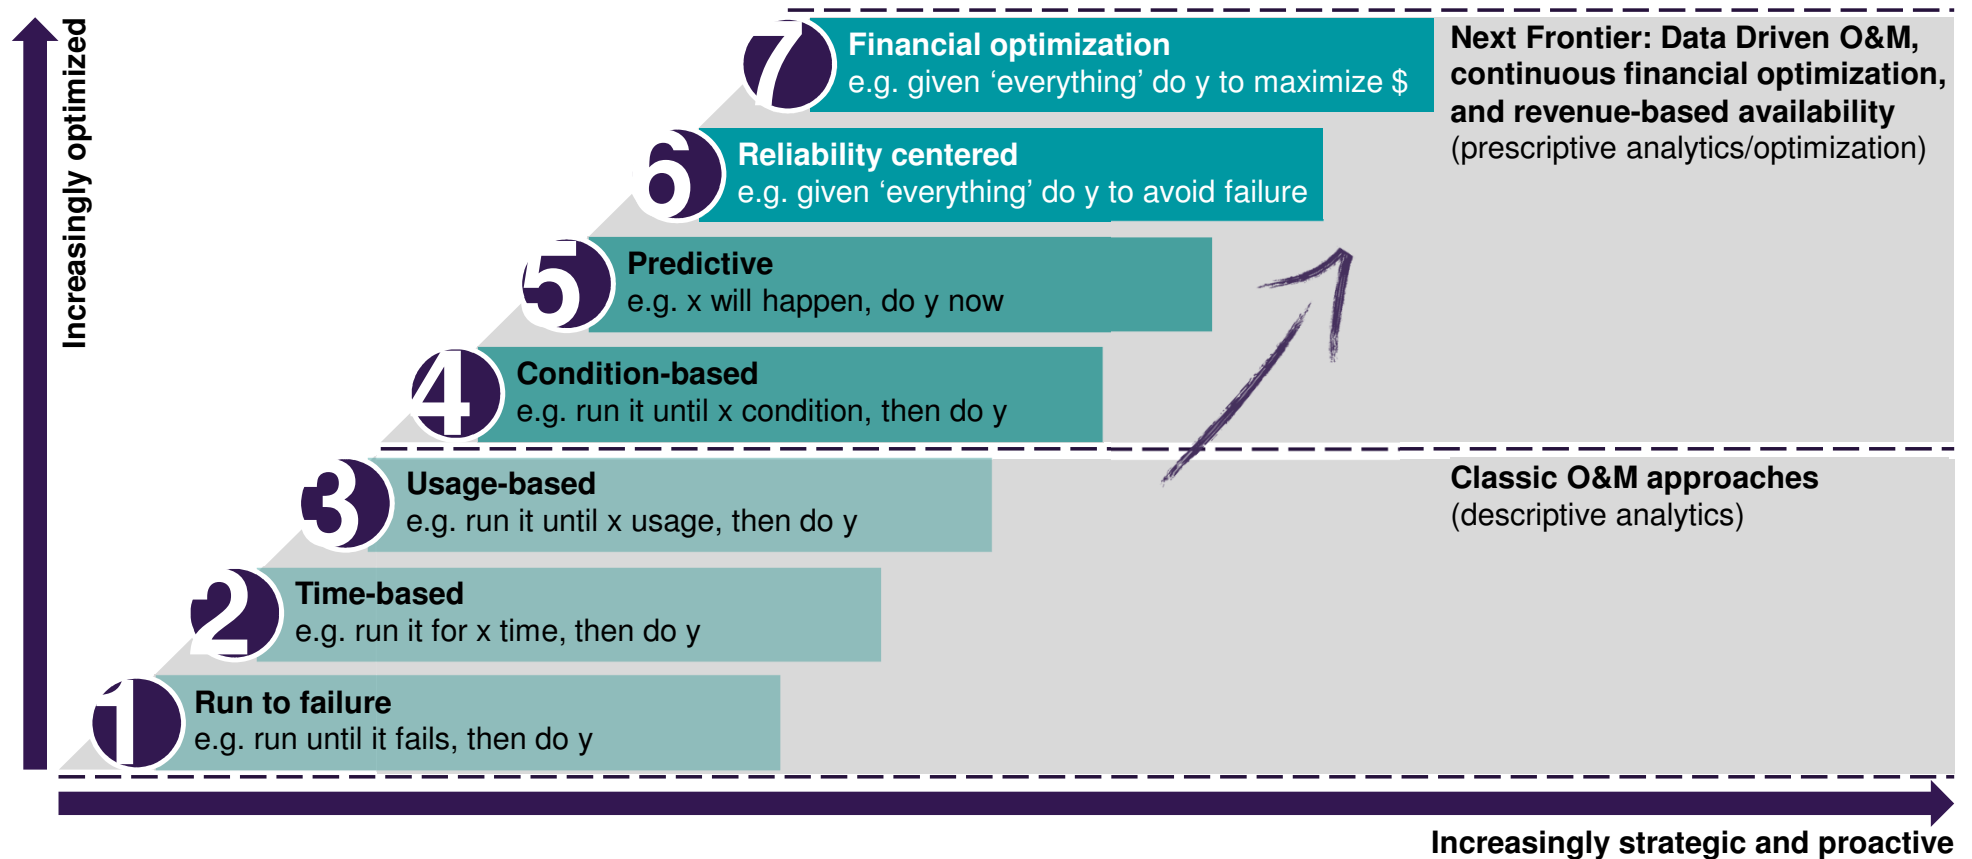 Increasingly optimized
7
Financial optimization
e.g. given ‘everything’ do y to maximize $
Next Frontier: Data Driven O&M,
continuous financial optimization,
and revenue-based availability
(prescriptive analytics/optimization)
6
Reliability centered
e.g. given ‘everything’ do y to avoid failure
5
Predictive
e.g. x will happen, do y now
4
Condition-based
e.g. run it until x condition, then do y
3
Usage-based
e.g. run it until x usage, then do y
Classic O&M approaches
(descriptive analytics)
2
Time-based
e.g. run it for x time, then do y
1
Run to failure
e.g. run until it fails, then do y
Increasingly strategic and proactive